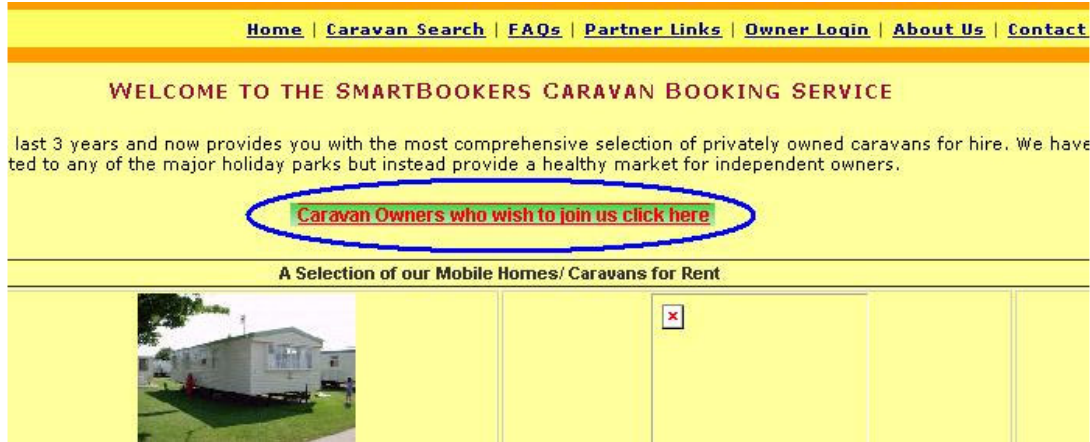 Home | Caravan Search | FAQs | Partner Links | Owner Login | About Us | Contact
WELCOME TO THE SMARTBOOKERS CARAVAN BOOKING SERVICE
last 3 years and now provides you with the most comprehensive selection of privately owned caravans for hire. We have
ted to any of the major holiday parks but instead provide a healthy market for independent owners.
Caravan Owners who wish to join us click here
A Selection of our Mobile Homes/ Caravans for Rent